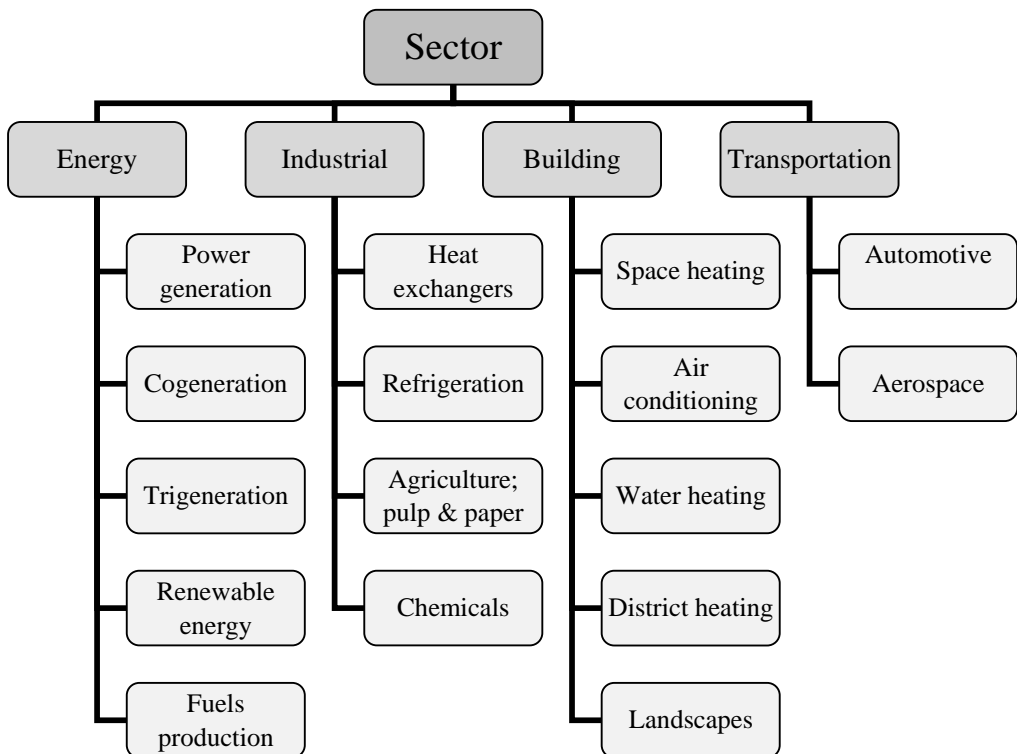 Sector
Energy
Industrial
Building
Transportation
Power
generation
Cogeneration
Trigeneration
Renewable
energy
Fuels
production
Heat
exchangers
Refrigeration
Agriculture;
pulp & paper
Chemicals
Space heating
Air
conditioning
Water heating
District heating
Landscapes
Automotive
Aerospace